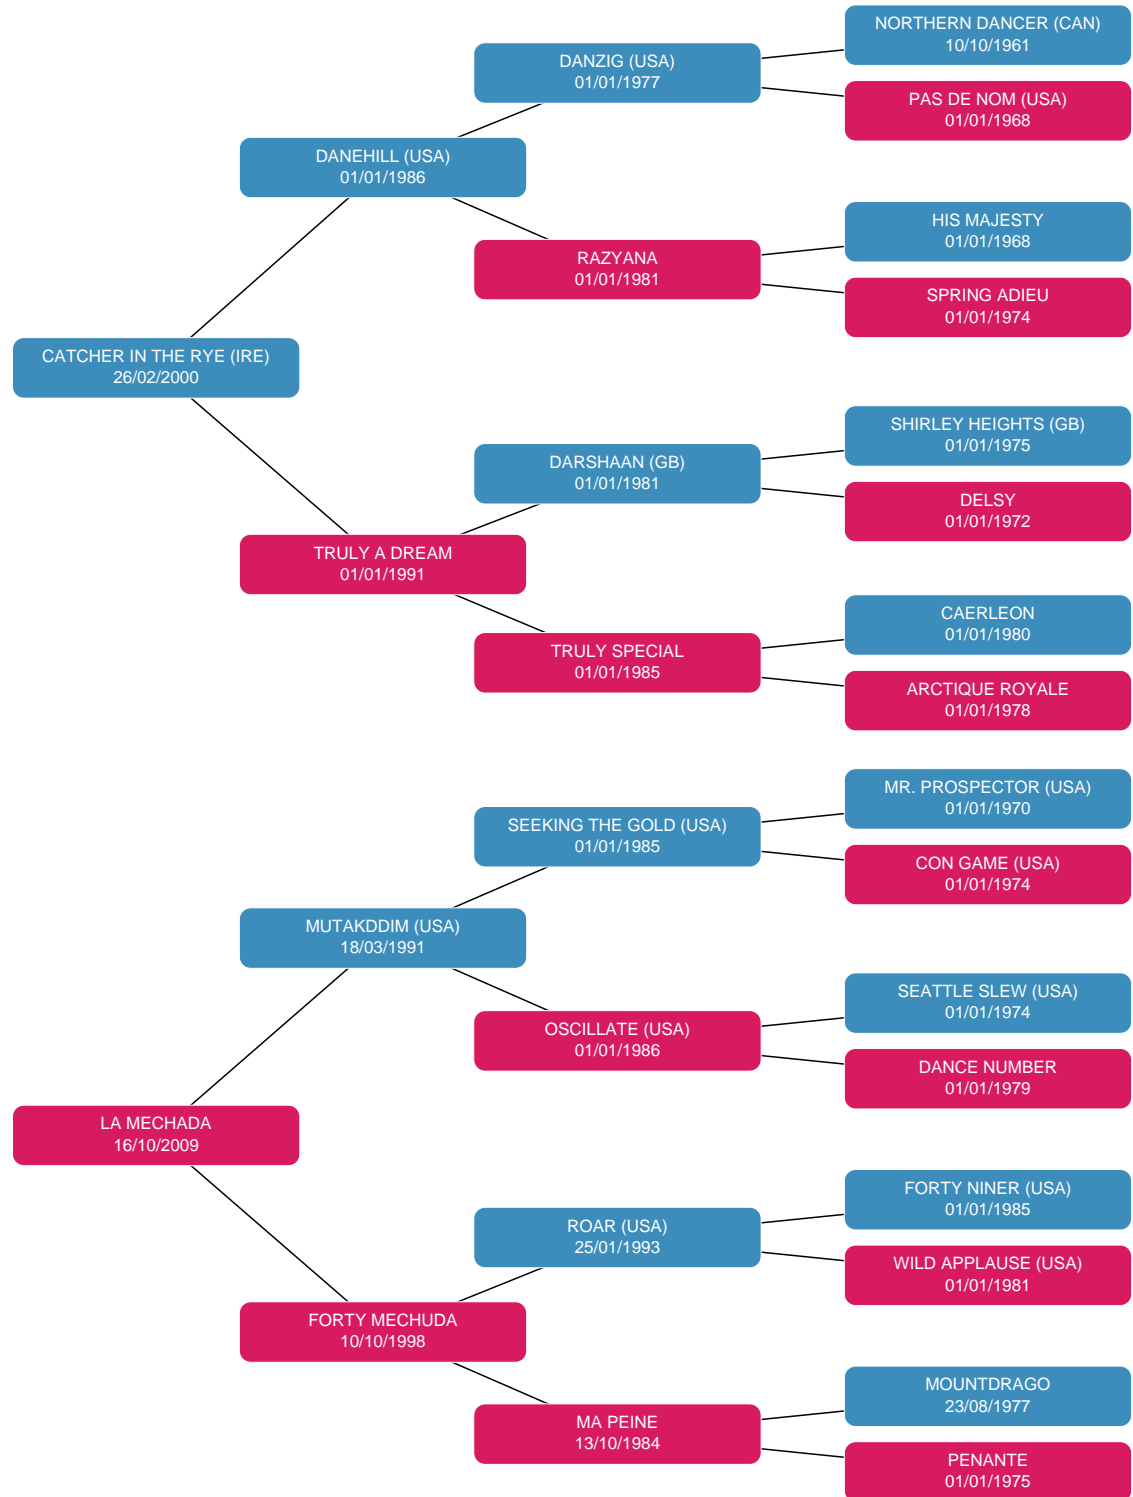 NORTHERN DANCER (CAN)
10/10/1961
DANZIG (USA)
01/01/1977
PAS DE NOM (USA)
01/01/1968
DANEHILL (USA)
01/01/1986
HIS MAJESTY
01/01/1968
RAZYANA
01/01/1981
SPRING ADIEU
01/01/1974
CATCHER IN THE RYE (IRE)
26/02/2000
SHIRLEY HEIGHTS (GB)
01/01/1975
DARSHAAN (GB)
01/01/1981
DELSY
01/01/1972
TRULY A DREAM
01/01/1991
CAERLEON
01/01/1980
TRULY SPECIAL
01/01/1985
ARCTIQUE ROYALE
01/01/1978
MR. PROSPECTOR (USA)
01/01/1970
SEEKING THE GOLD (USA)
01/01/1985
CON GAME (USA)
01/01/1974
MUTAKDDIM (USA)
18/03/1991
SEATTLE SLEW (USA)
01/01/1974
OSCILLATE (USA)
01/01/1986
DANCE NUMBER
01/01/1979
LA MECHADA
16/10/2009
FORTY NINER (USA)
01/01/1985
ROAR (USA)
25/01/1993
WILD APPLAUSE (USA)
01/01/1981
FORTY MECHUDA
10/10/1998
MOUNTDRAGO
23/08/1977
MA PEINE
13/10/1984
PENANTE
01/01/1975